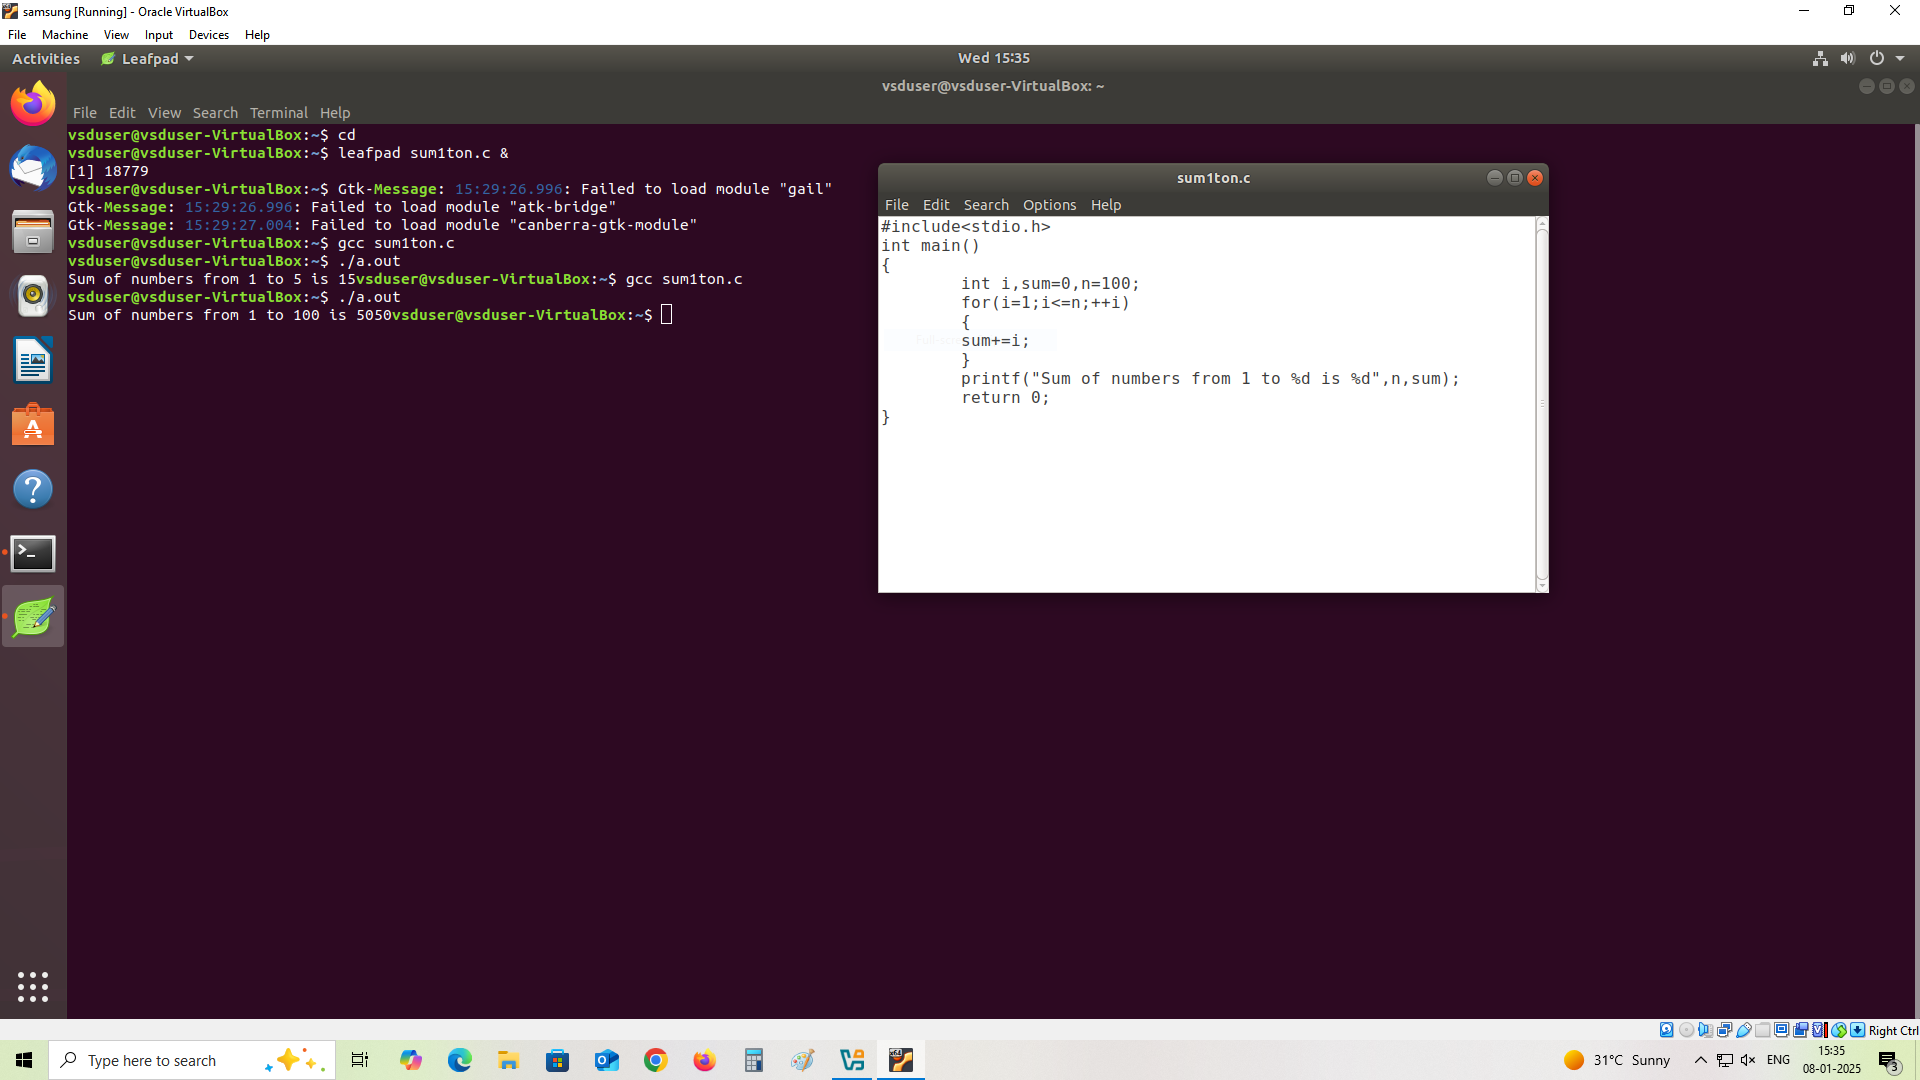 samsung [Running] - Oracle VirtualBox
File Machine View Input Devices Help
Activities Leafpad Wed 15:35
vsduser@vsduser-VirtualBox: ~
File Edit View Search Terminal Help
vsduser@vsduser-VirtualBox:~$ cd
vsduser@vsduser-VirtualBox:~$ leafpad sum1ton.c &
[1] 18779
vsduser@vsduser-VirtualBox:~$ Gtk-Message: 15:29:26.996: Failed to load module "gail"
Gtk-Message: 15:29:26.996: Failed to load module "atk-bridge"
Gtk-Message: 15:29:27.004: Failed to load module "canberra-gtk-module"
vsduser@vsduser-VirtualBox:~$ gcc sum1ton.c
vsduser@vsduser-VirtualBox:~$ ./a.out
Sum of numbers from 1 to 5 is 15vsduser@vsduser-VirtualBox:~$ gcc sum1ton.c
vsduser@vsduser-VirtualBox:~$ ./a.out
Sum of numbers from 1 to 100 is 5050vsduser@vsduser-VirtualBox:~$
sum1ton.c
File Edit Search Options Help
#include<stdio.h>
int main()
{
int i,sum=0,n=100;
for(i=1;i<=n;++i)
{
sum+=i;
}
printf("Sum of numbers from 1 to %d is %d",n,sum);
return 0;
}
Right Ctrl
Type here to search
31°C Sunny
ENG
15:35
08-01-2025
3